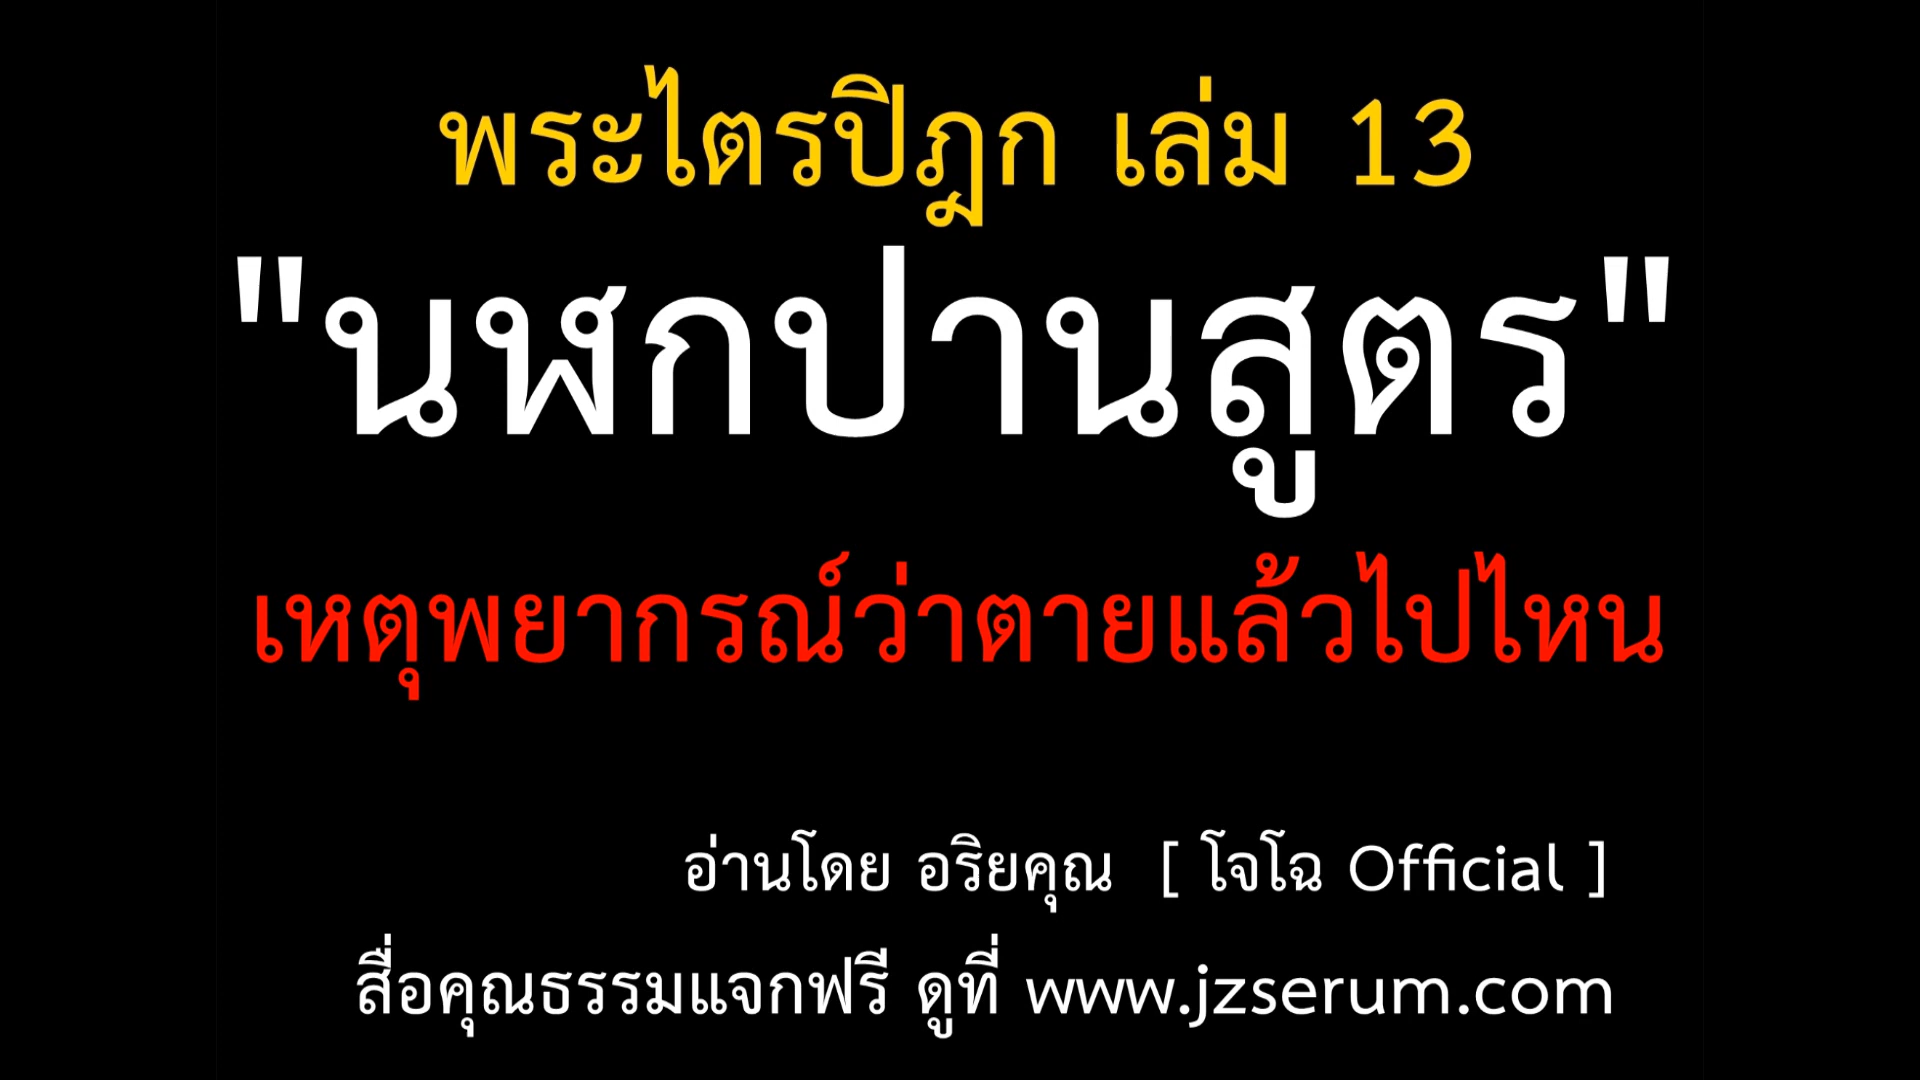 พระไตรปิฎก เล่ม 13
"นฬกปานสูตร"
เหตุพยากรณ์ว่าตายแล้วไปไหน
อ่านโดย อริยคุณ [ โจโฉ Official ]
สื่อคุณธรรมแจกฟรี ดูที่ www.jzserum.com